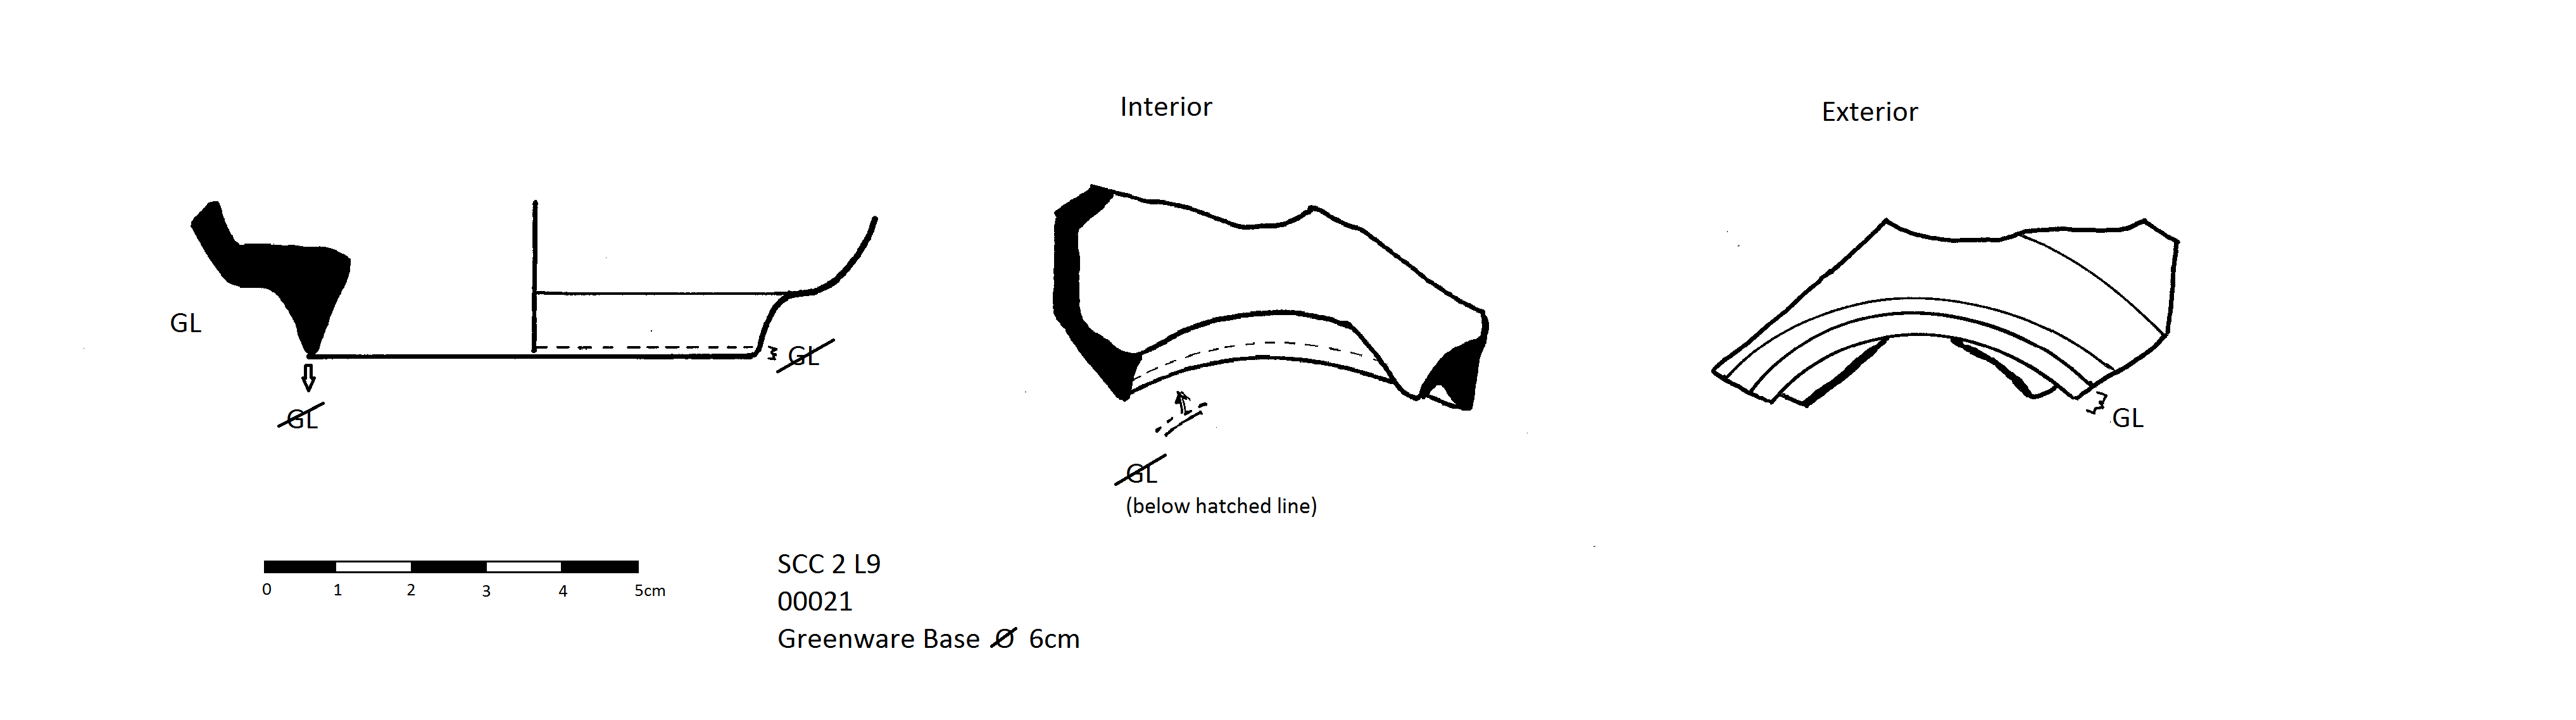 Interior
Exterior
GL
GL
GL
GL
(below hatched line)
GL
0 1 2 3 4 5cm
SCC 2 L9
00021
Greenware Base Ø 6cm